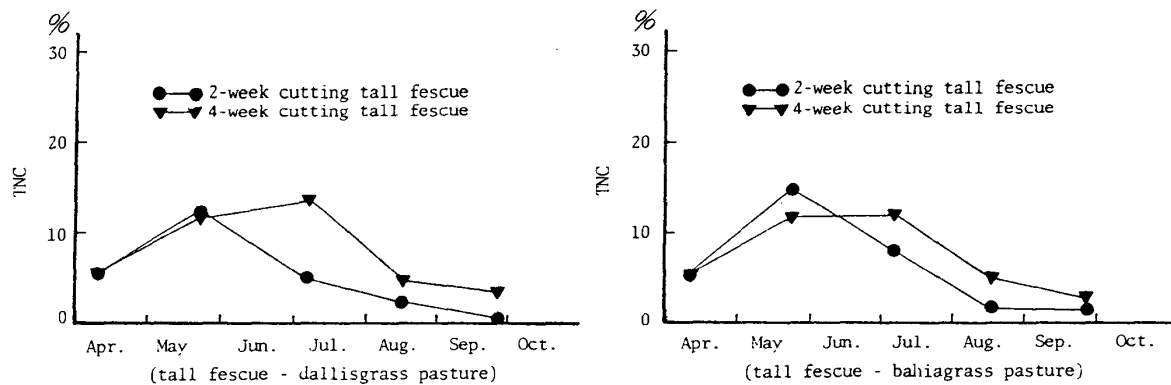 %
30
20
10
0
TNC
2-week cutting tall fescue
4-week cutting tall fescue
Apr. May Jun. Jul. Aug. Sep. Oct.
(tall fescue - dallisgrass pasture)
%
30
20
10
0
TNC
2-week cutting tall fescue
4-week cutting tall fescue
Apr. May Jun. Jul. Aug. Sep. Oct.
(tall fescue - bahiagrass pasture)